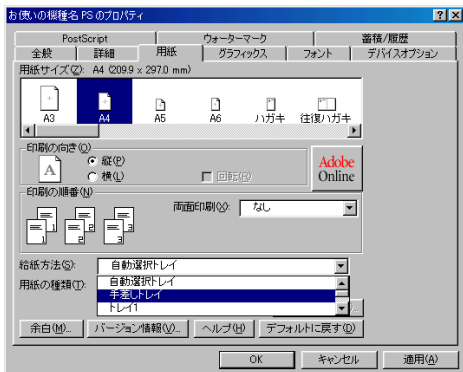 お使いの機種名 PS のプロパティ
PostScript
ウォーターマーク
蓄積/履歴
全般
詳細
用紙
グラフィックス
フォント
デバイスオプション
用紙サイズ(Z): A4 (209.9 x 297.0 mm)
A3
A4
A5
A6
ハガキ
往復ハガキ
印刷の向き(O)
縦(P)
横(L)
回転(R)
A
Adobe
Online
印刷の順番(N)
1
2
3
両面印刷(X): なし
給紙方法(S): 自動選択トレイ
用紙の種類(T): 自動選択トレイ
手差しトレイ
トレイ1
余白(M)...
バージョン情報(V)...
ヘルプ(H)
デフォルトに戻す(D)
OK
キャンセル
適用(A)